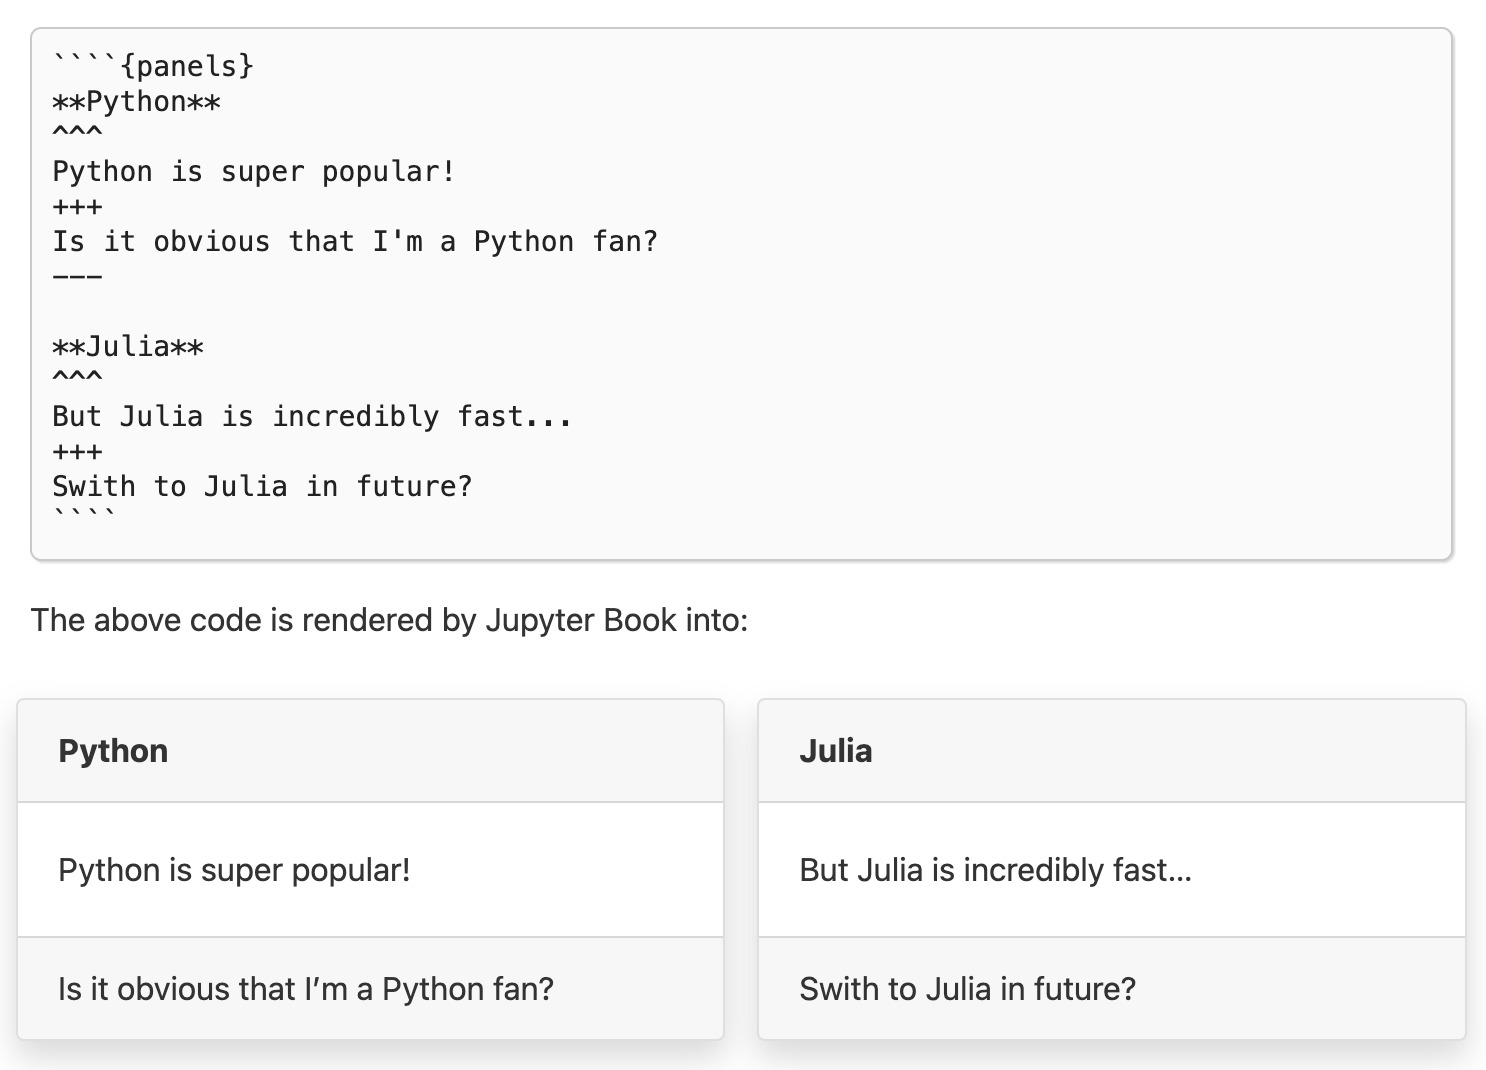 ````{panels}
**Python**
^^^
Python is super popular!
+++
Is it obvious that I'm a Python fan?
---
**Julia**
^^^
But Julia is incredibly fast...
+++
Swith to Julia in future?
````
The above code is rendered by Jupyter Book into:
Python
Python is super popular!
Is it obvious that I’m a Python fan?
Julia
But Julia is incredibly fast…
Swith to Julia in future?